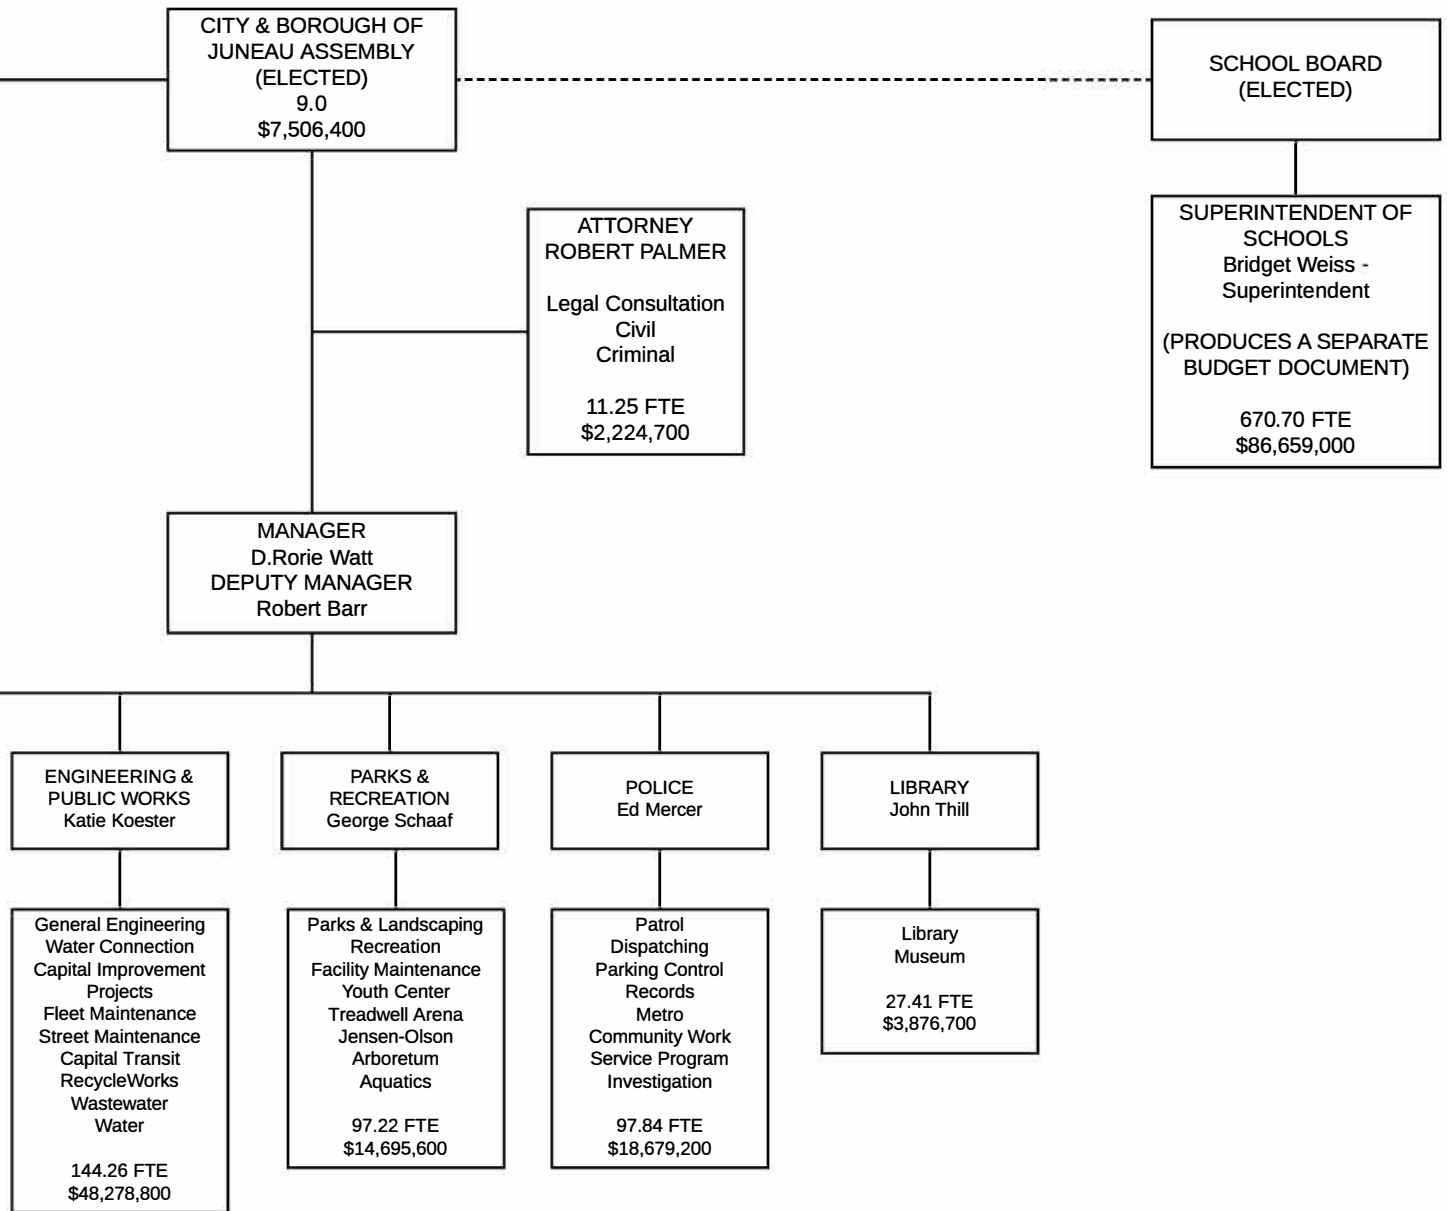 CITY & BOROUGH OF
JUNEAU ASSEMBLY
(ELECTED)
9.0
$7,506,400
SCHOOL BOARD
(ELECTED)
ATTORNEY
ROBERT PALMER
Legal Consultation
Civil
Criminal
11.25 FTE
$2,224,700
SUPERINTENDENT OF
SCHOOLS
Bridget Weiss -
Superintendent
(PRODUCES A SEPARATE
BUDGET DOCUMENT)
670.70 FTE
$86,659,000
MANAGER
D.Rorie Watt
DEPUTY MANAGER
Robert Barr
ENGINEERING &
PUBLIC WORKS
Katie Koester
PARKS &
RECREATION
George Schaaf
POLICE
Ed Mercer
LIBRARY
John Thill
General Engineering
Water Connection
Capital Improvement
Projects
Fleet Maintenance
Street Maintenance
Capital Transit
RecycleWorks
Wastewater
Water
144.26 FTE
$48,278,800
Parks & Landscaping
Recreation
Facility Maintenance
Youth Center
Treadwell Arena
Jensen-Olson
Arboretum
Aquatics
97.22 FTE
$14,695,600
Patrol
Dispatching
Parking Control
Records
Metro
Community Work
Service Program
Investigation
97.84 FTE
$18,679,200
Library
Museum
27.41 FTE
$3,876,700